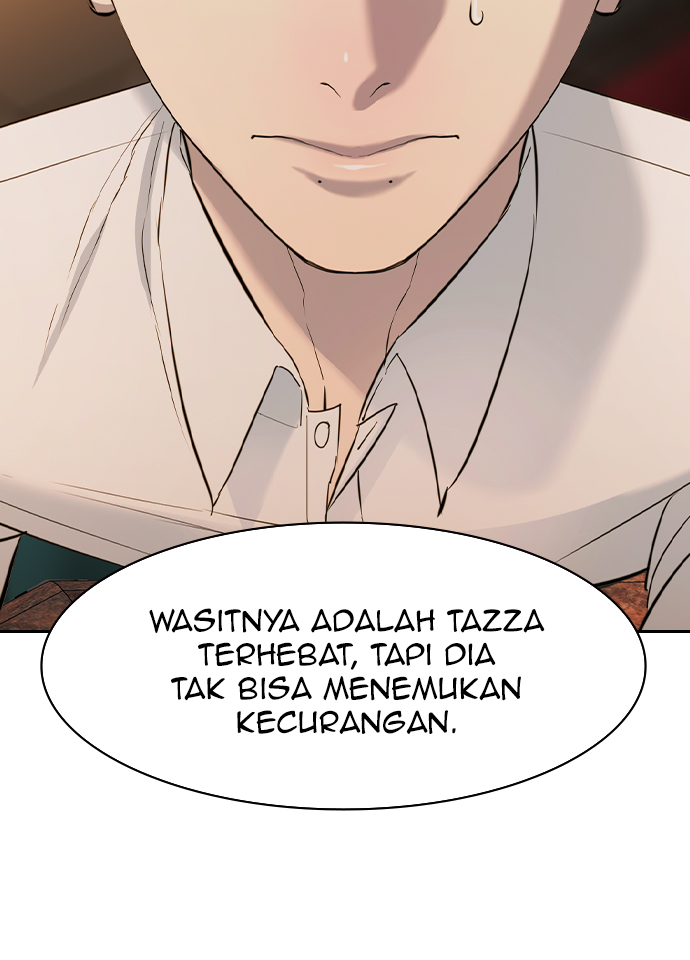 WASITNYA ADALAH TAZZA
TERHEBAT, TAPI DIA
TAK BISA MENEMUKAN
KECURANGAN.